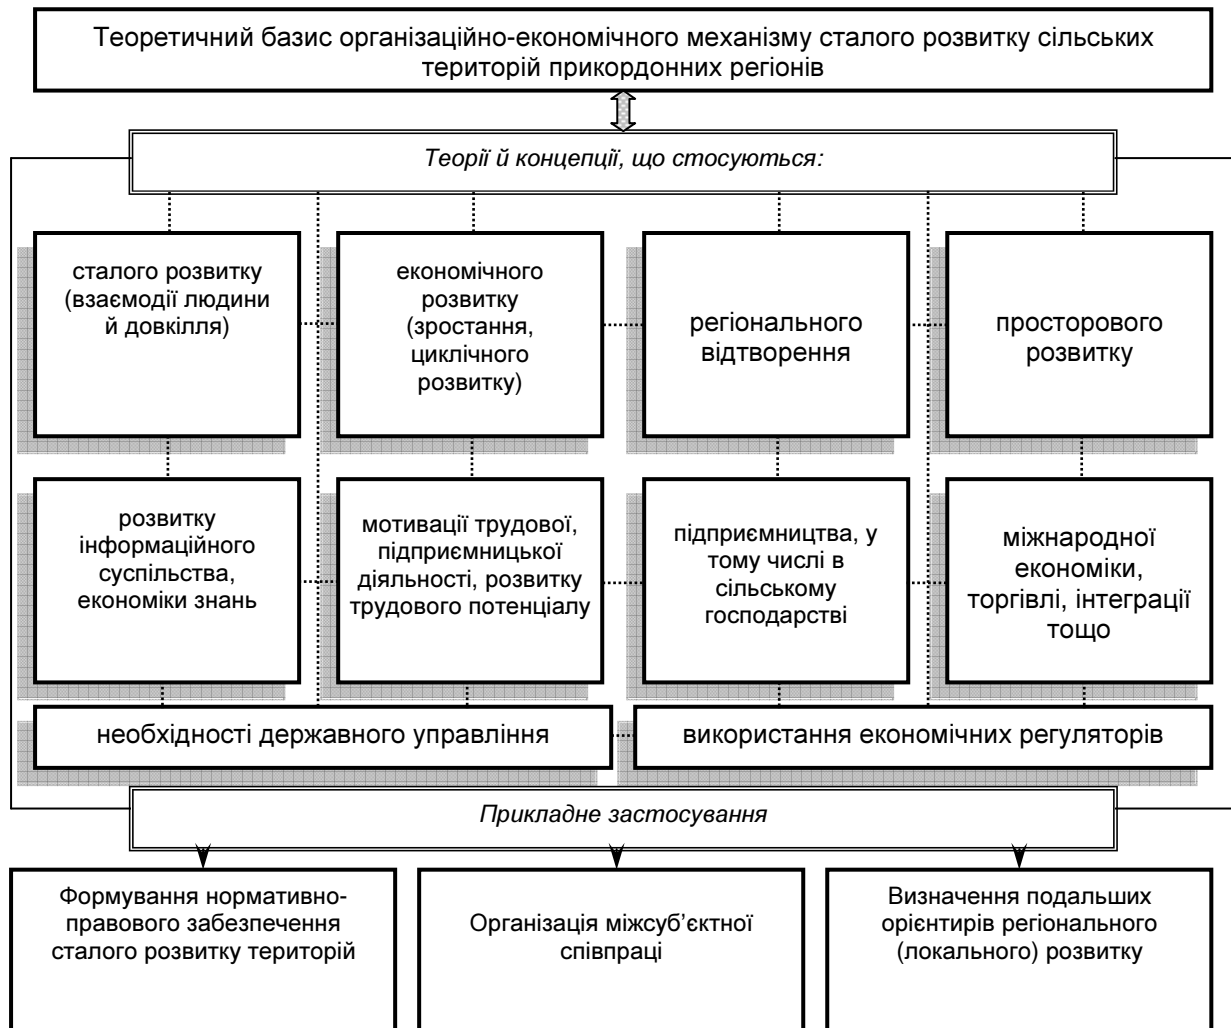 Теоретичний базис організаційно-економічного механізму сталого розвитку сільських
територій прикордонних регіонів
Теорії й концепції, що стосуються:
сталого розвитку
(взаємодії людини
й довкілля)
економічного
розвитку
(зростання,
циклічного
розвитку)
регіонального
відтворення
просторового
розвитку
розвитку
інформаційного
суспільства,
економіки знань
мотивації трудової,
підприємницької
діяльності, розвитку
трудового потенціалу
підприємництва, у
тому числі в
сільському
господарстві
міжнародної
економіки,
торгівлі, інтеграції
тощо
необхідності державного управління
використання економічних регуляторів
Прикладне застосування
Формування нормативно-
правового забезпечення
сталого розвитку територій
Організація міжсуб’єктної
співпраці
Визначення подальших
орієнтирів регіонального
(локального) розвитку